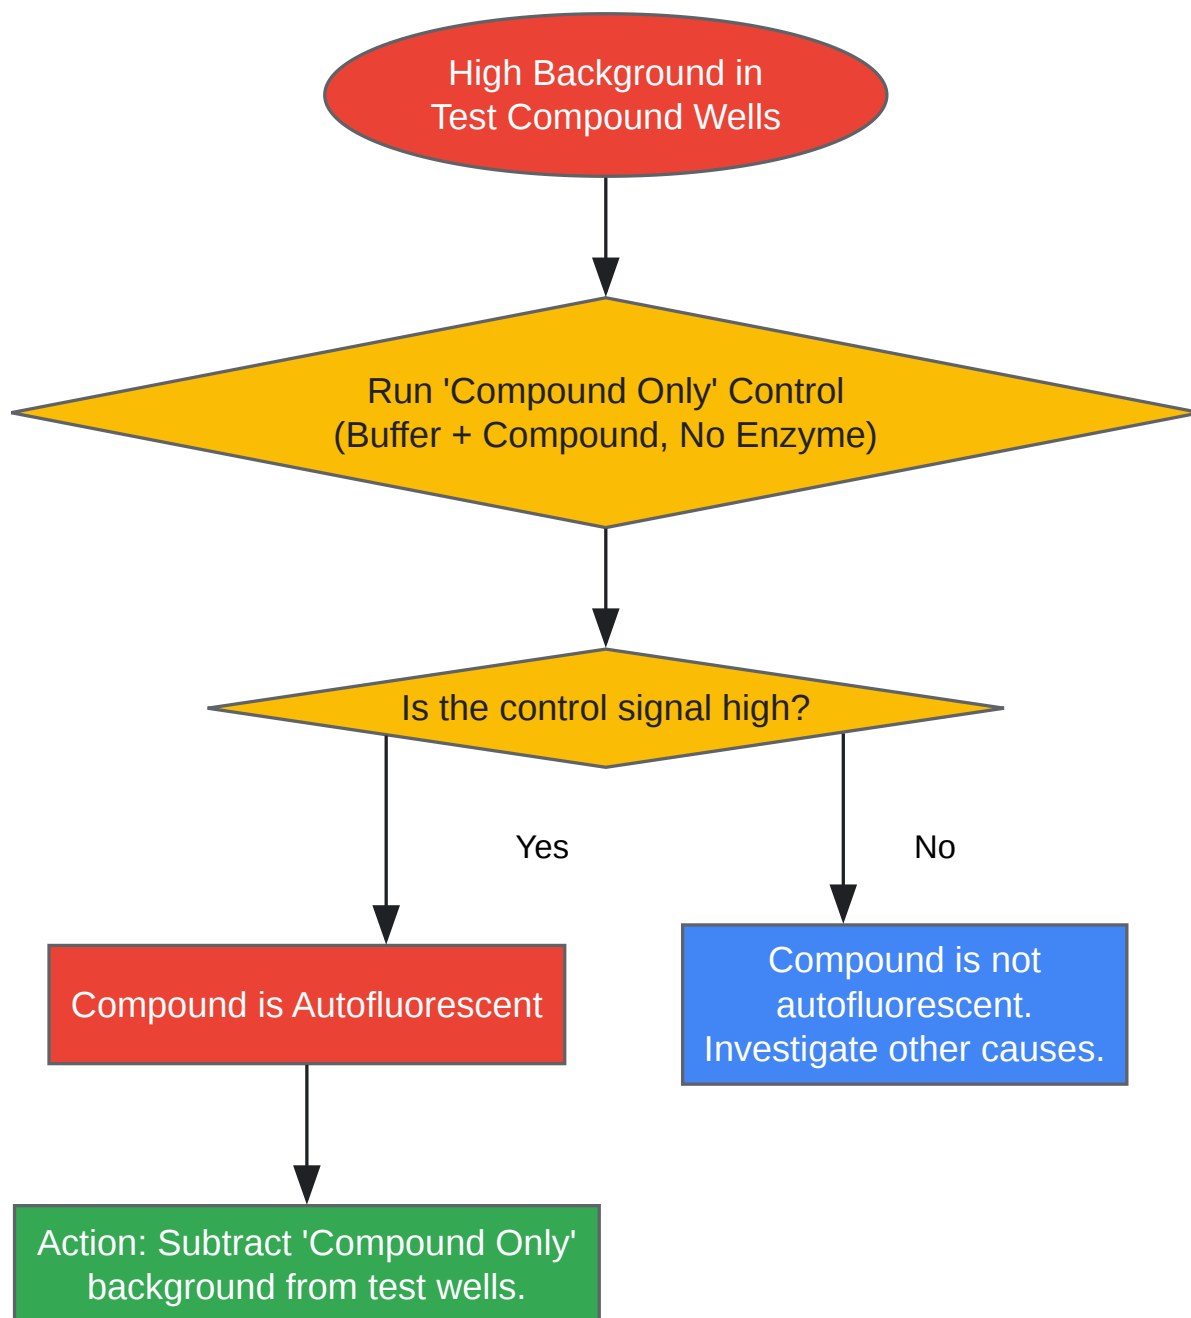 High Background in
Test Compound Wells
Run 'Compound Only' Control
(Buffer + Compound, No Enzyme)
Is the control signal high?
Yes
No
Compound is Autofluorescent
Compound is not
autofluorescent.
Investigate other causes.
Action: Subtract 'Compound Only'
background from test wells.